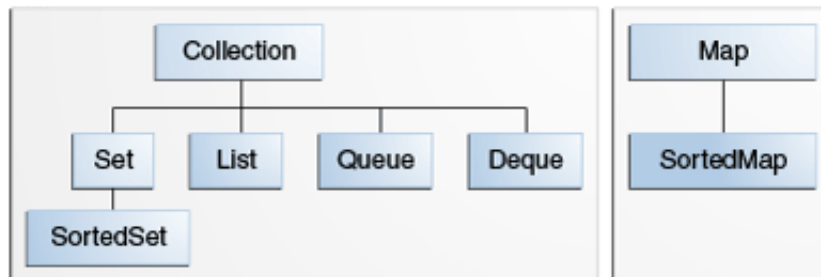 Collection
Map
Set
List
Queue
Deque
SortedMap
SortedSet